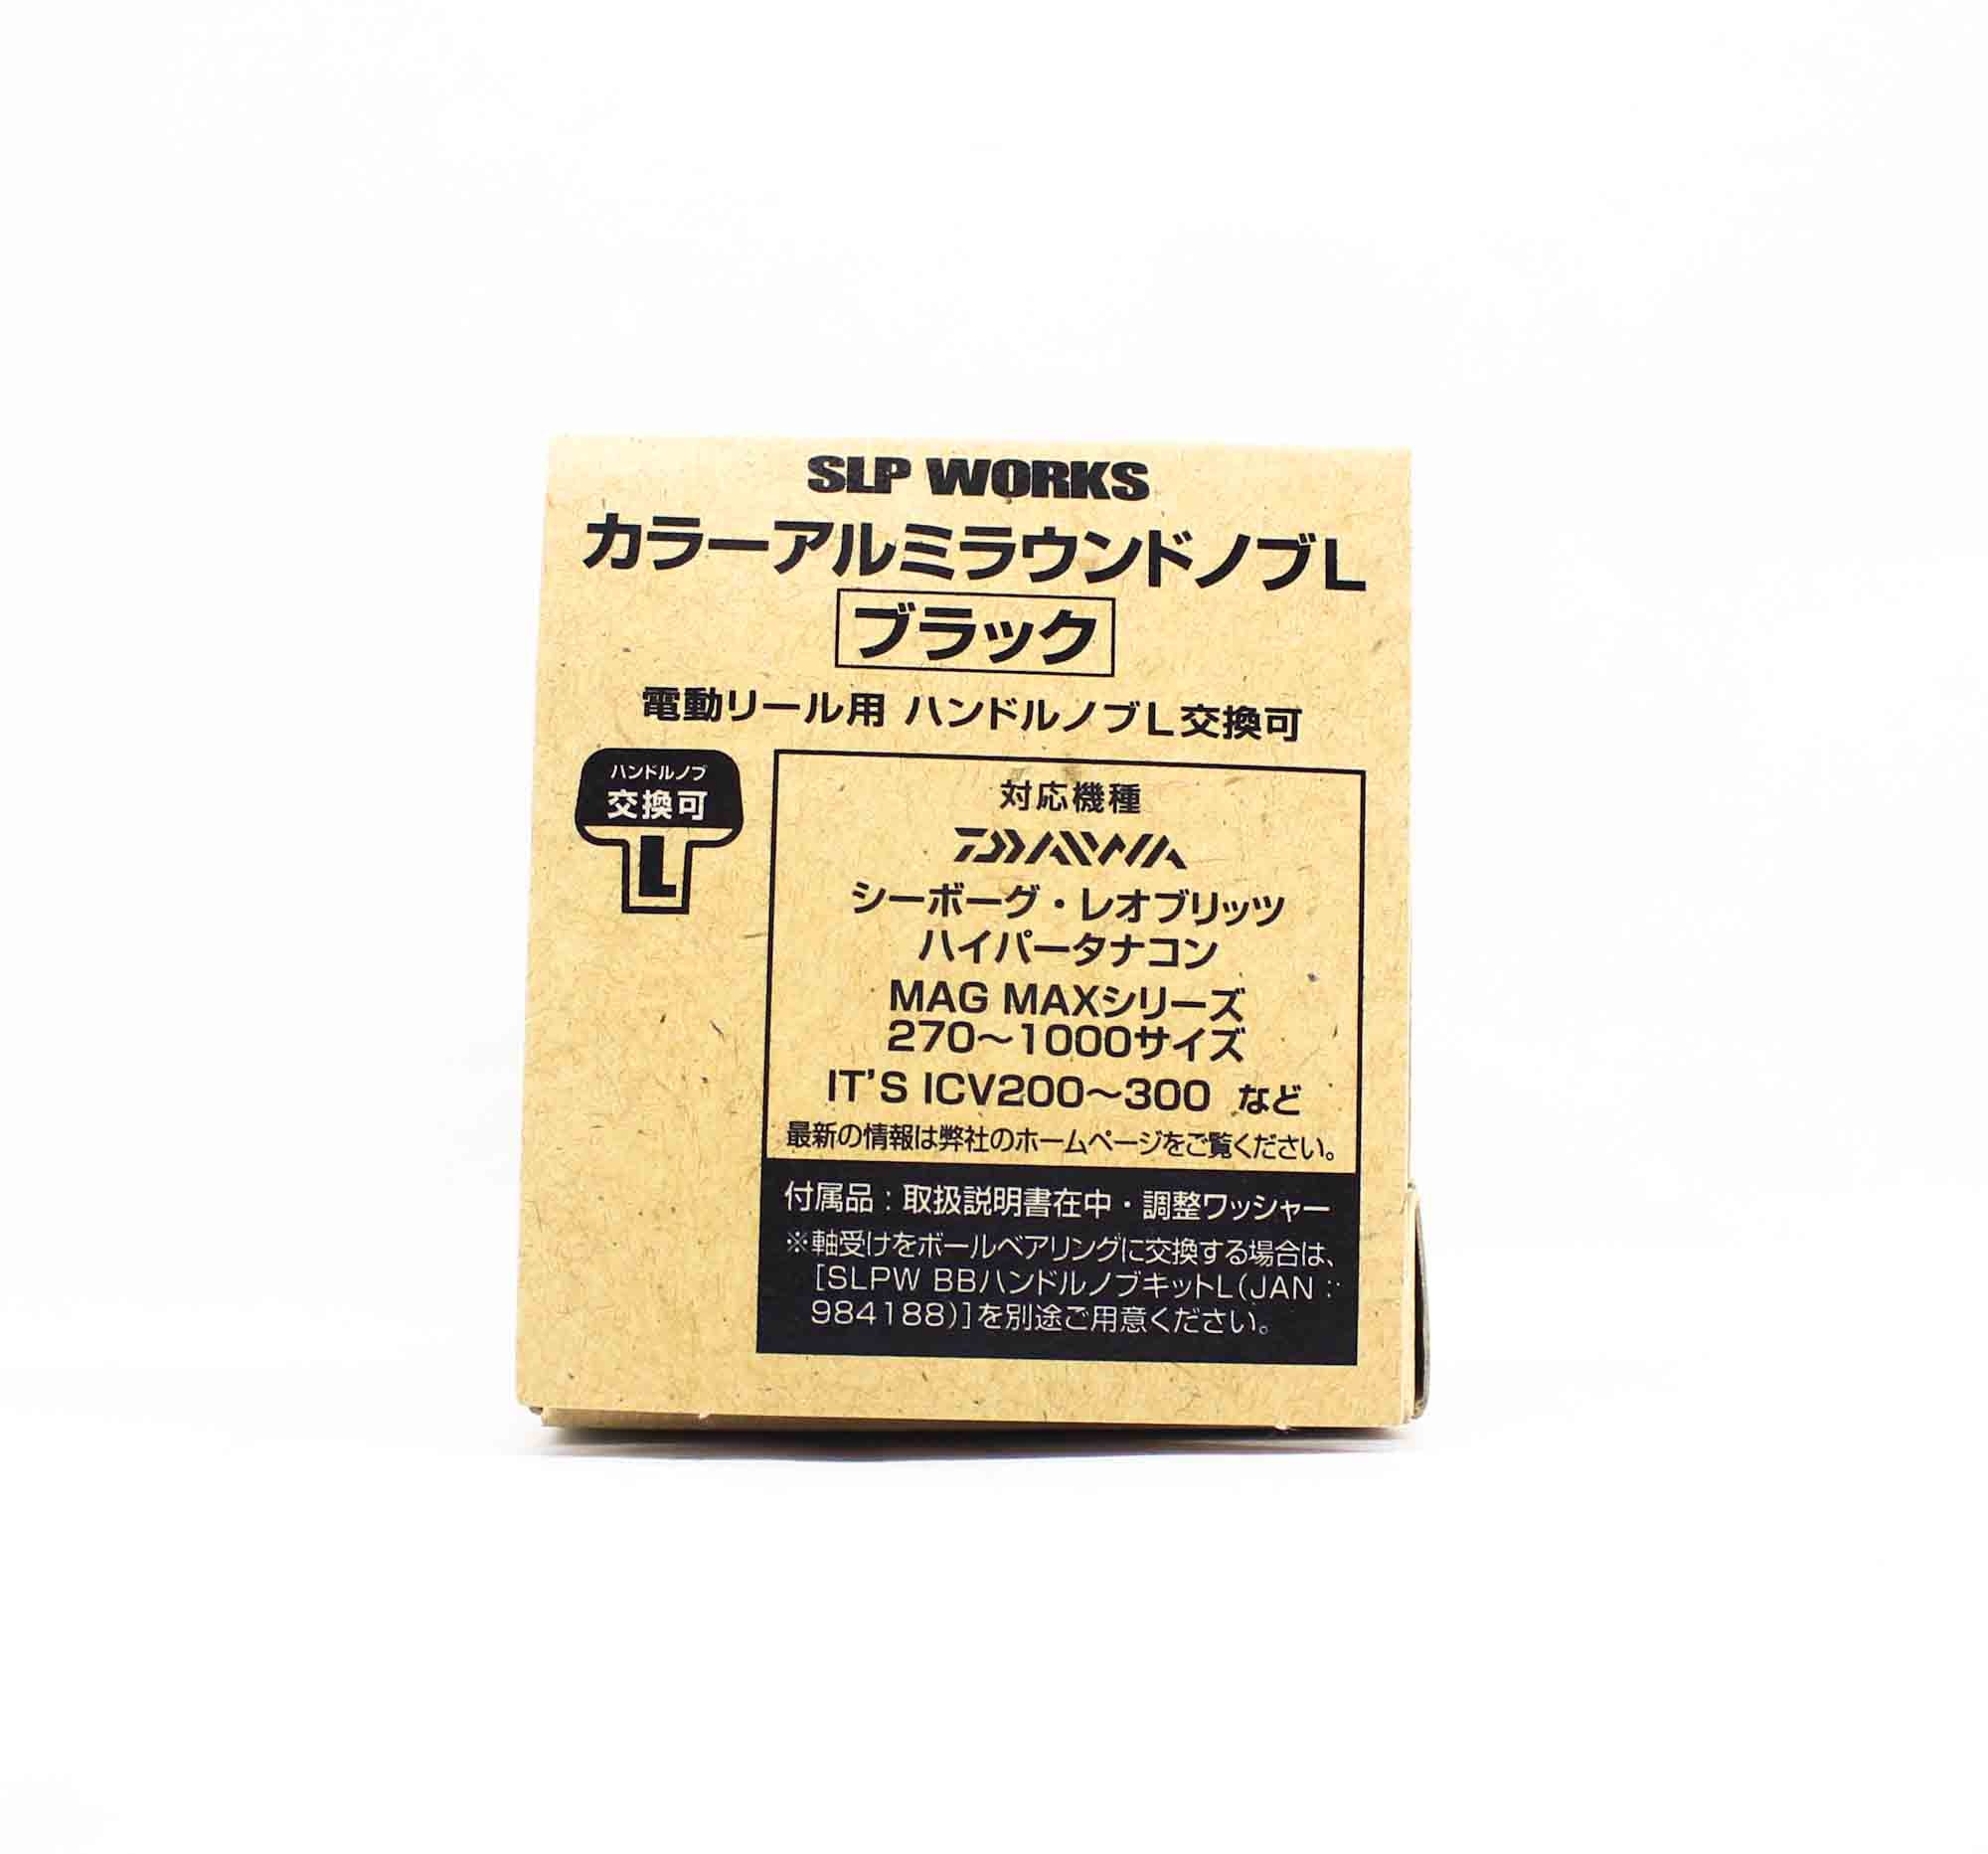 SLP WORKS
カラーアルミラウンドノブL
ブラック
電動リール用 ハンドルノブL交換可
ハンドルノブ
交換可
L
対応機種
DAIWA
シーボーグ・レオブリッツ
ハイパータナコン
MAG MAXシリーズ
270〜1000サイズ
IT'S ICV200〜300 など
最新の情報は弊社のホームページをご覧ください。
付属品：取扱説明書在中・調整ワッシャー
※軸受けをボールベアリングに交換する場合は、
[SLPW BBハンドルノブキットL(JAN：
984188)]を別途ご用意ください。